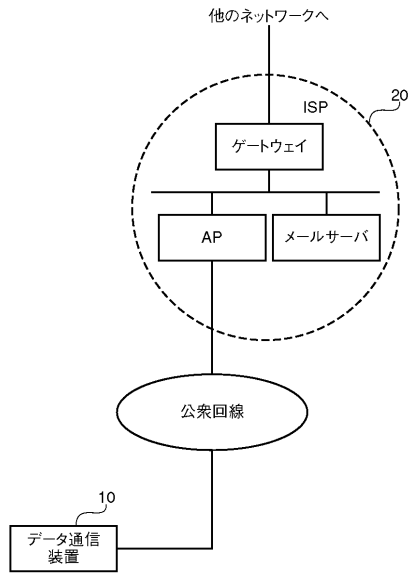 他のネットワークへ
20
ISP
ゲートウェイ
AP
メールサーバ
公衆回線
10
データ通信
装置